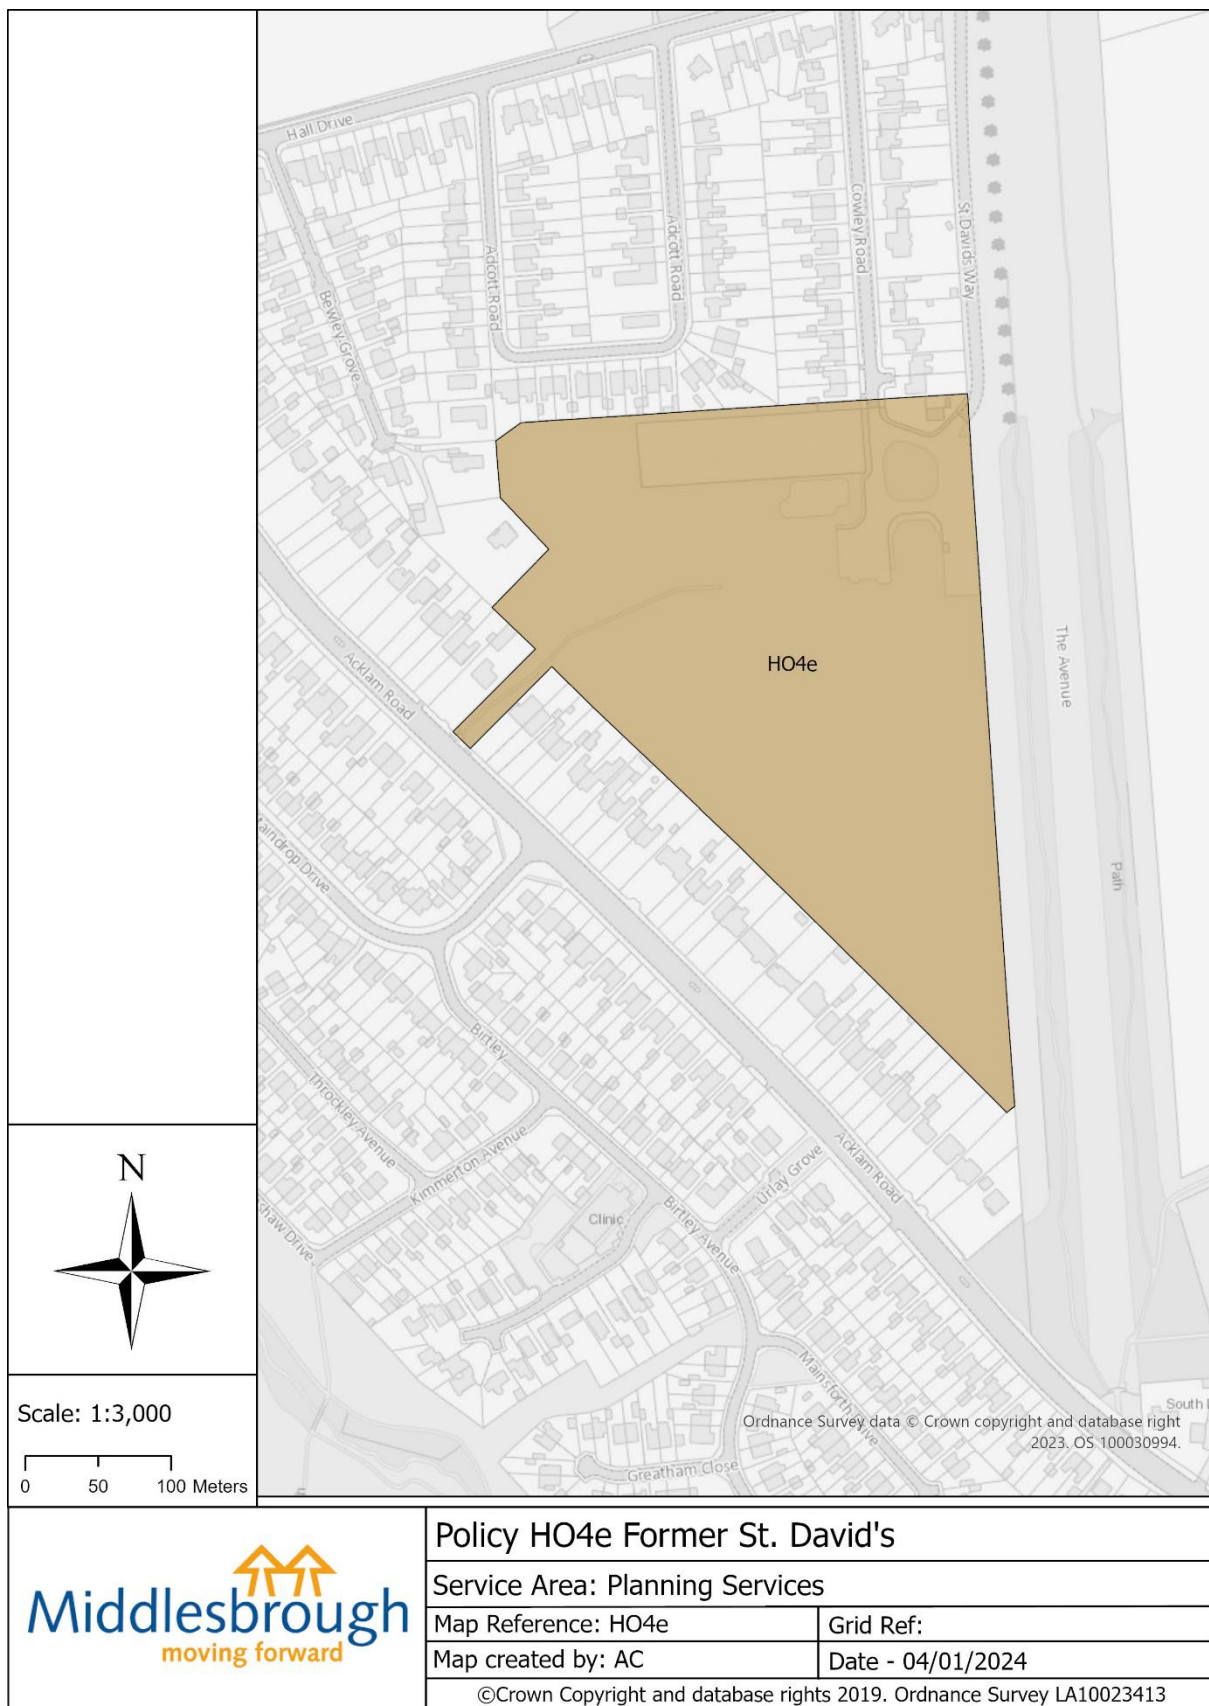 Hall Drive
Adcott Road
Adcott Road
Cowley Road
St Davids Way
Bewley Grove
HO4e
The Avenue
Path
Acklam Road
Birtley
Throckley Avenue
Kimmerton Avenue
Clinic
Birtley Avenue
Urlay Grove
Acklam Road
Mainsforth Drive
Greatham Close
South
Drive
Drive
N
Scale: 1:3,000
0 50 100 Meters
Ordnance Survey data © Crown copyright and database right
2023. OS 100030994.
Middlesbrough
moving forward
Policy HO4e Former St. David's
Service Area: Planning Services
Map Reference: HO4e
Grid Ref:
Map created by: AC
Date - 04/01/2024
©Crown Copyright and database rights 2019. Ordnance Survey LA10023413